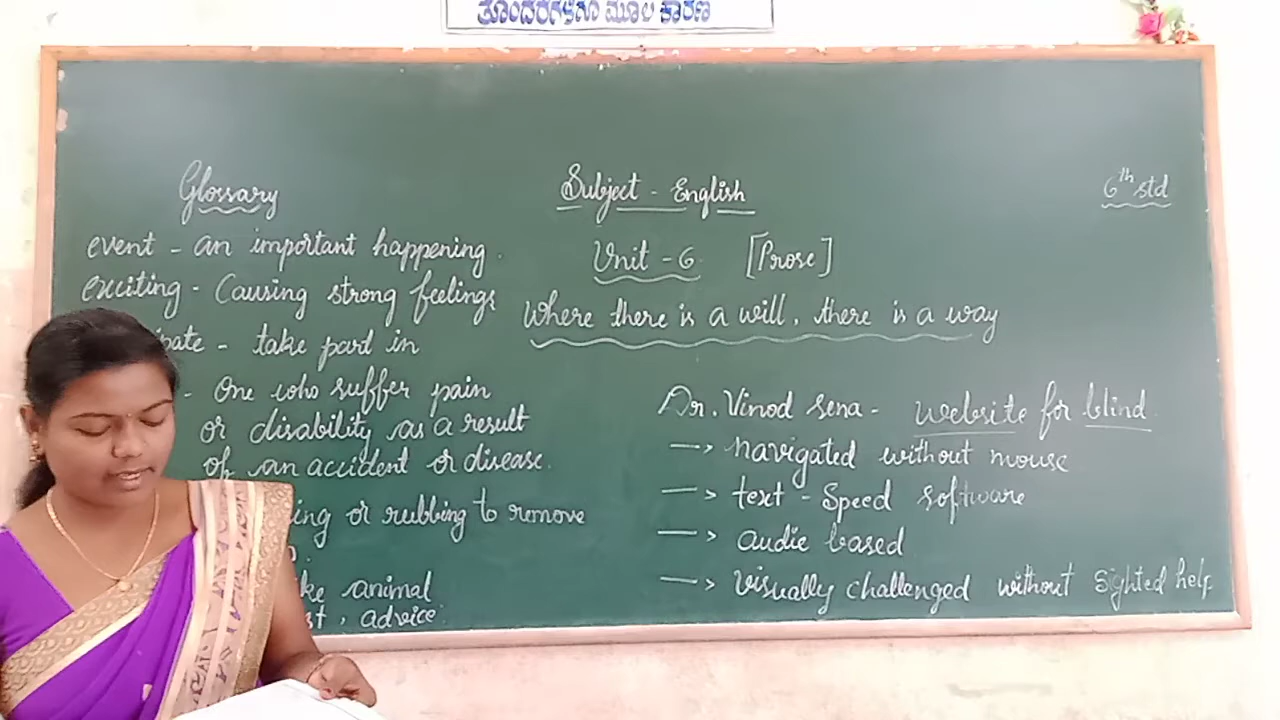 ತೊಂದರೆಗಳಿಗೂ ಮೂಲ ಕಾರಣ
Glossary
event - an important happening.
exciting - Causing strong feelings
pate - take part in
- One who suffer pain
or disability as a result
of an accident or disease.
ing or rubbing to remove
ke animal
st, advice
Subject - English
6th std
Unit - 6 [Prose]
Where there is a will, there is a way
Dr. Vinod Sena - website for blind
--> navigated without mouse
--> text - Speed software
--> audie based
--> visually challenged without sighted help.